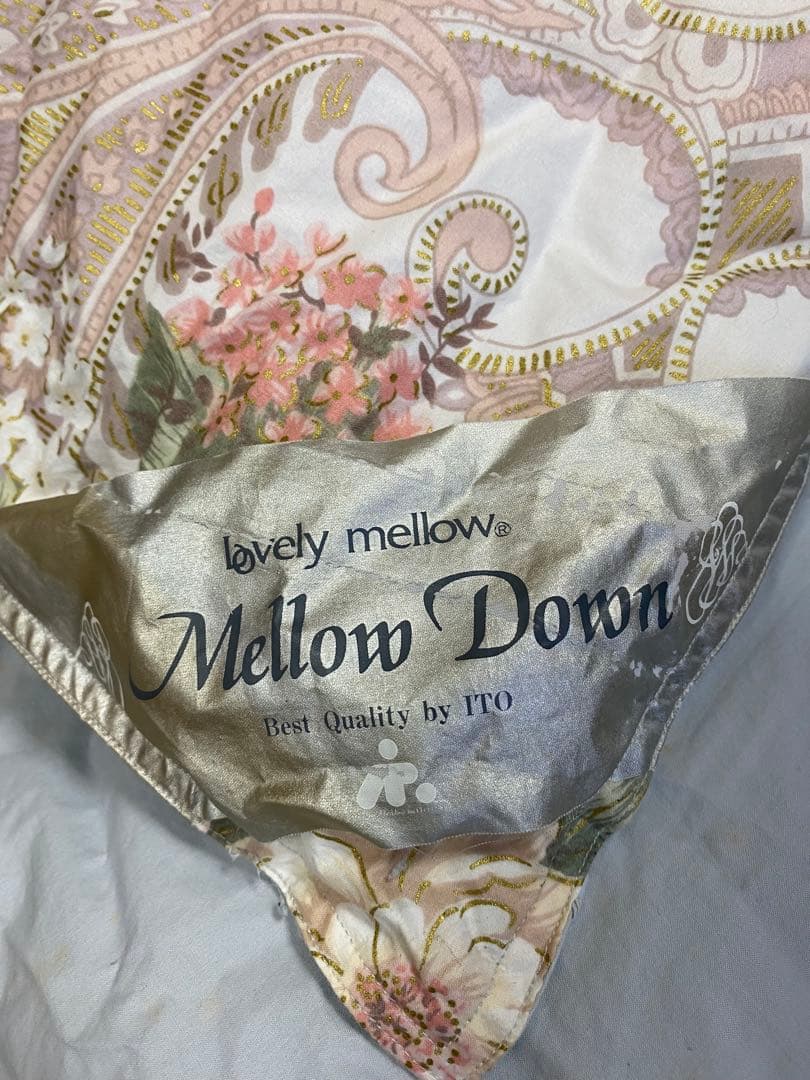 lovely mellow®
Mellow Down
Best Quality by ITO